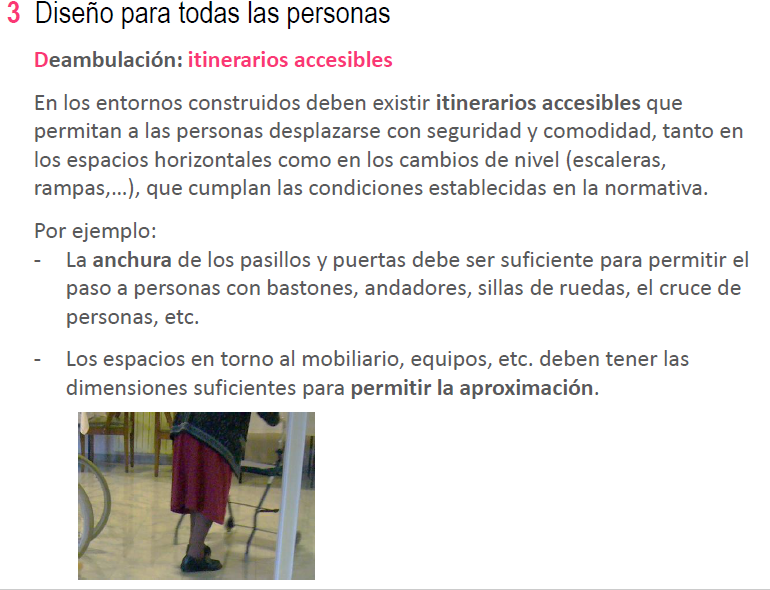 3 Diseño para todas las personas
Deambulación: itinerarios accesibles
En los entornos construidos deben existir itinerarios accesibles que
permitan a las personas desplazarse con seguridad y comodidad, tanto en
los espacios horizontales como en los cambios de nivel (escaleras,
rampas,...), que cumplan las condiciones establecidas en la normativa.
Por ejemplo:
- La anchura de los pasillos y puertas debe ser suficiente para permitir el
paso a personas con bastones, andadores, sillas de ruedas, el cruce de
personas, etc.
- Los espacios en torno al mobiliario, equipos, etc. deben tener las
dimensiones suficientes para permitir la aproximación.